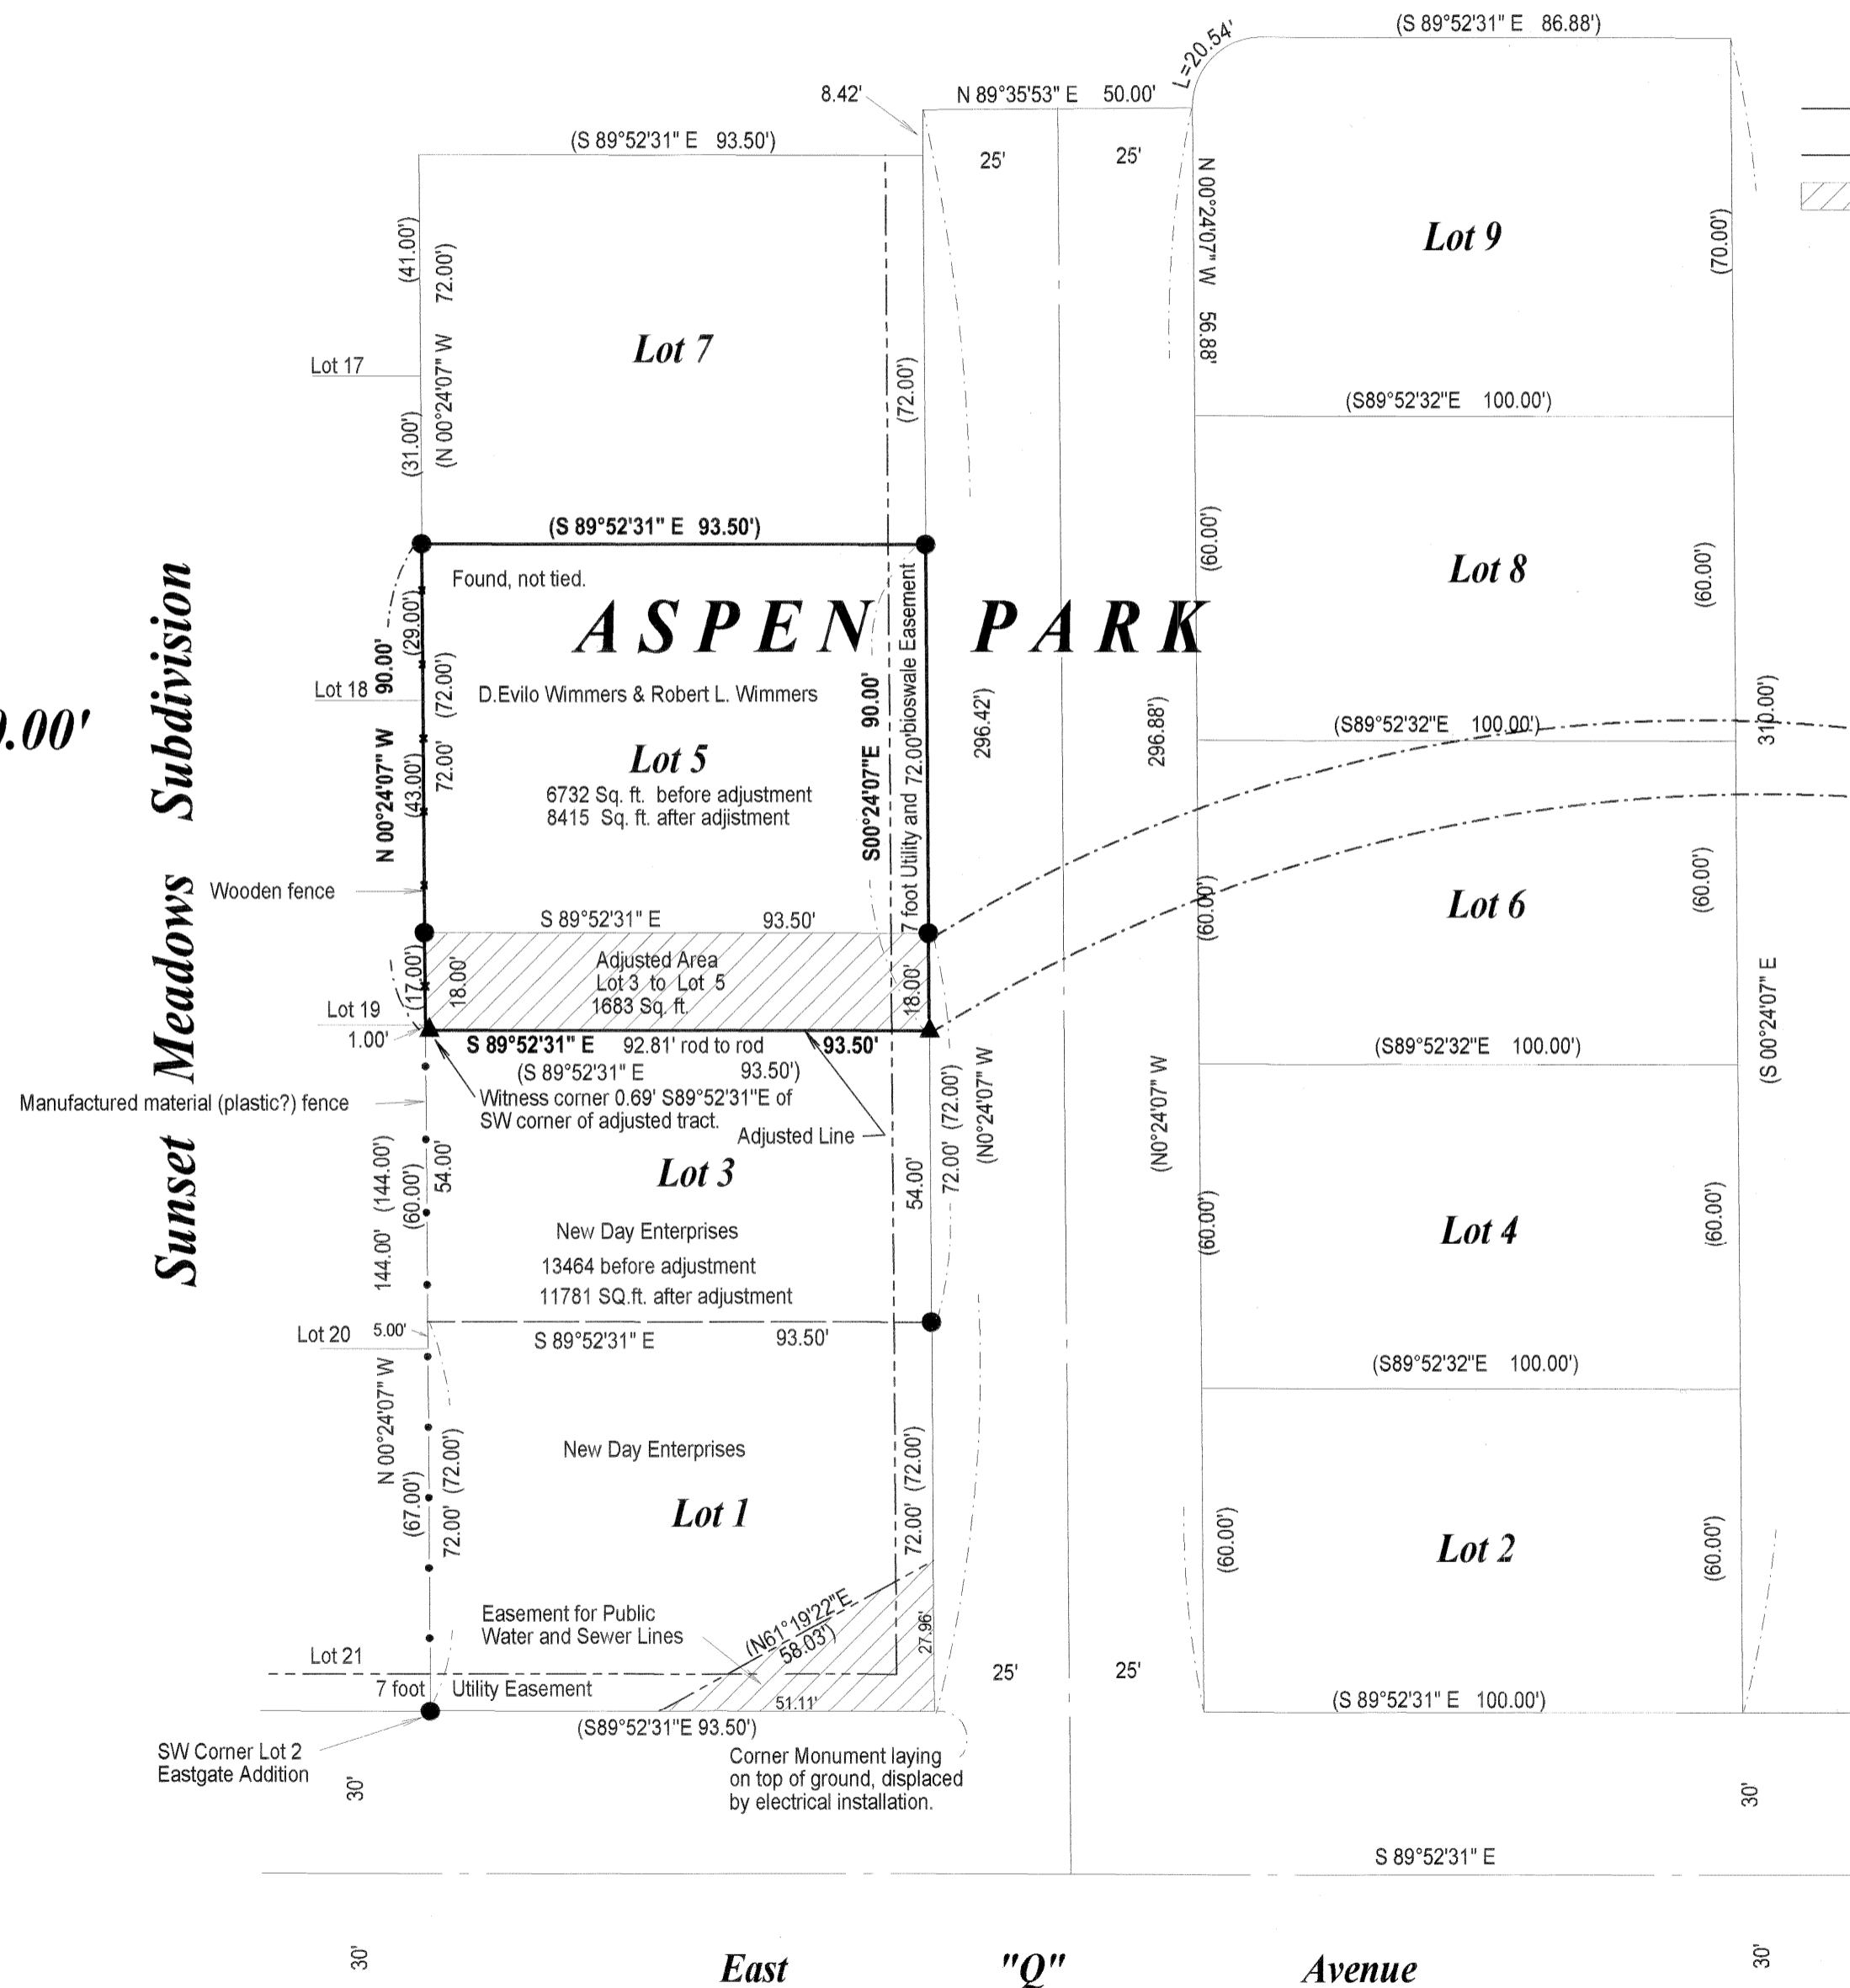 (S 89°52'31" E 86.88')
L=20.54'
8.42'
N 89°35'53" E 50.00'
(S 89°52'31" E 93.50')
25'
25'
N 00°24'07" W 56.88'
Lot 9
(70.00')
(41.00')
(N 00°24'07" W 72.00')
Lot 7
Lot 17
(72.00')
(31.00')
(S89°52'32"E 100.00')
(S 89°52'31" E 93.50')
Found, not tied.
(60.00')
Lot 8
(60.00')
ASPEN PARK
(29.00')
90.00'
Lot 18
(72.00')
D.Evilo Wimmers & Robert L. Wimmers
S00°24'07"E 90.00'
7 foot Utility and 72.00' bioswale Easement
296.42')
296.88')
310.00')
0.00'
Sunset Meadows Subdivision
N 00°24'07" W
(43.00')
72.00'
Lot 5
6732 Sq. ft. before adjustment
8415 Sq. ft. after adjistment
(S89°52'32"E 100.00')
Wooden fence
(60.00')
Lot 6
(60.00')
S 89°52'31" E 93.50'
(17.00')
18.00'
Adjusted Area
Lot 3 to Lot 5
1683 Sq. ft.
18.00'
Lot 19
1.00'
S 89°52'31" E 92.81' rod to rod 93.50'
(S 89°52'31" E 93.50')
(S89°52'32"E 100.00')
(S 00°24'07" E
Witness corner 0.69' S89°52'31"E of
SW corner of adjusted tract.
Manufactured material (plastic?) fence
Adjusted Line
72.00' (72.00')
(N0°24'07" W
(N0°24'07" W
144.00' (144.00')
(60.00')
54.00'
Lot 3
54.00'
(60.00')
Lot 4
(60.00')
New Day Enterprises
13464 before adjustment
11781 SQ.ft. after adjustment
Lot 20
5.00'
S 89°52'31" E 93.50'
(S89°52'32"E 100.00')
N 00°24'07" W
(67.00')
72.00' (72.00')
New Day Enterprises
Lot 1
72.00' (72.00')
(60.00')
Lot 2
(60.00')
Easement for Public
Water and Sewer Lines
(N61°19'22"E
58.03')
27.96'
Lot 21
7 foot Utility Easement
51.11'
25'
25'
(S89°52'31"E 93.50')
(S 89°52'31" E 100.00')
SW Corner Lot 2
Eastgate Addition
Corner Monument laying
on top of ground, displaced
by electrical installation.
30'
30'
S 89°52'31" E
30'
East "Q" Avenue
30'